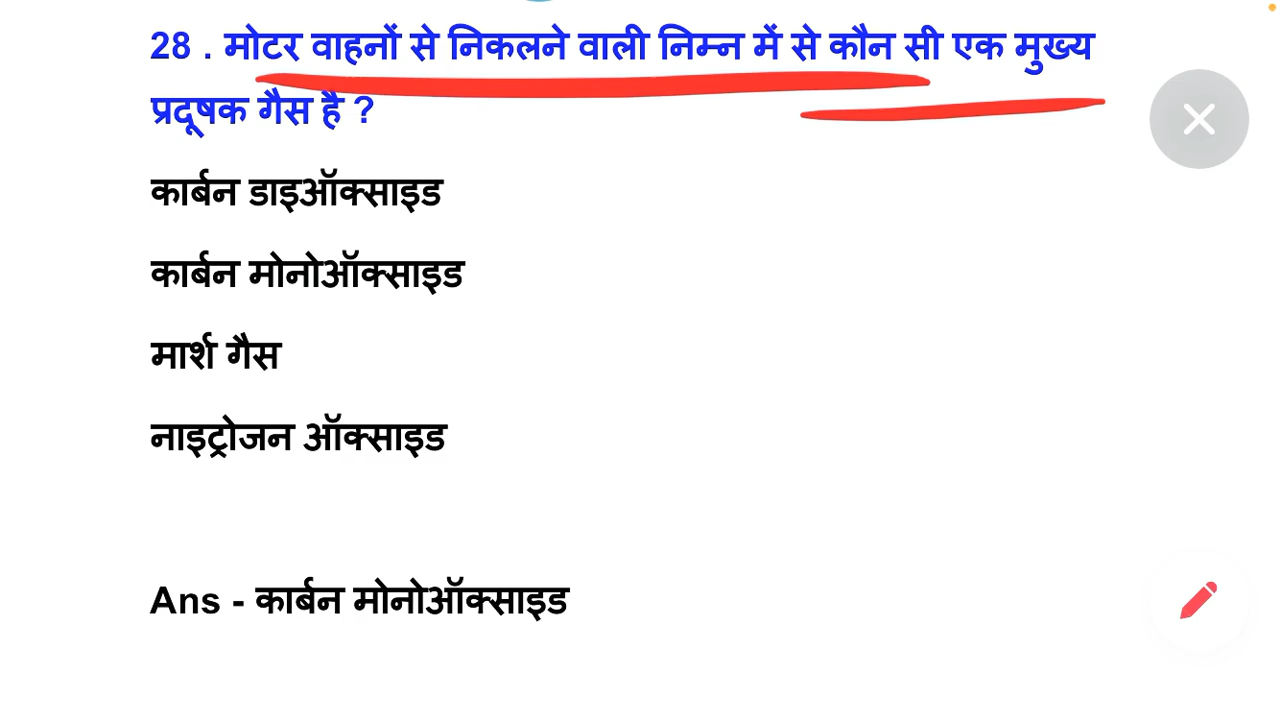 28 . मोटर वाहनों से निकलने वाली निम्न में से कौन सी एक मुख्य
प्रदूषक गैस है ?
कार्बन डाइऑक्साइड
कार्बन मोनोऑक्साइड
मार्श गैस
नाइट्रोजन ऑक्साइड
Ans - कार्बन मोनोऑक्साइड